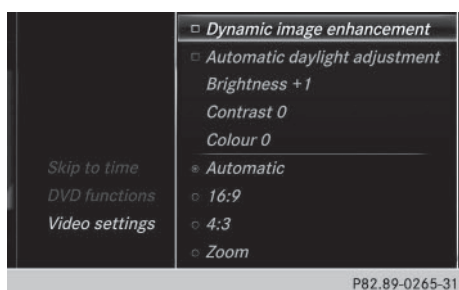 Dynamic image enhancement
Automatic daylight adjustment
Brightness +1
Contrast 0
Colour 0
Automatic
16:9
4:3
Zoom
Skip to time
DVD functions
Video settings
P82.89-0265-31